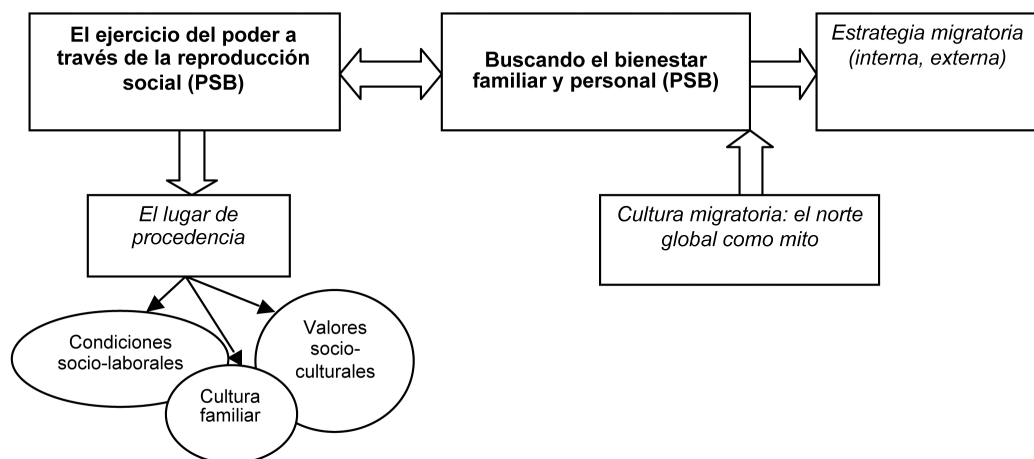 El ejercicio del poder a
través de la reproducción
social (PSB)
Buscando el bienestar
familiar y personal (PSB)
Estrategia migratoria
(interna, externa)
El lugar de
procedencia
Cultura migratoria: el norte
global como mito
Condiciones
socio-laborales
Valores
socio-
culturales
Cultura
familiar